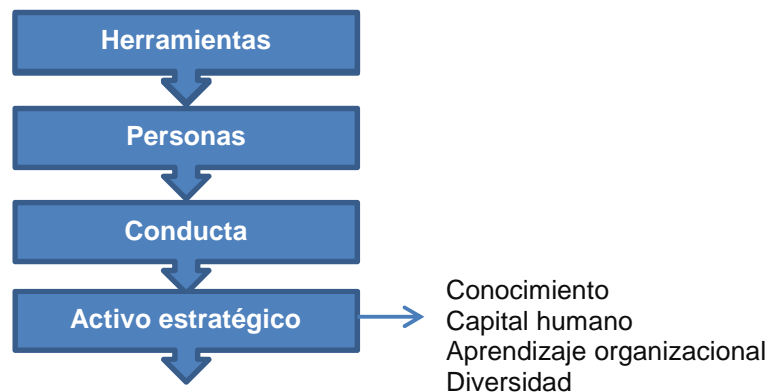 Herramientas
Personas
Conducta
Activo estratégico
Conocimiento
Capital humano
Aprendizaje organizacional
Diversidad